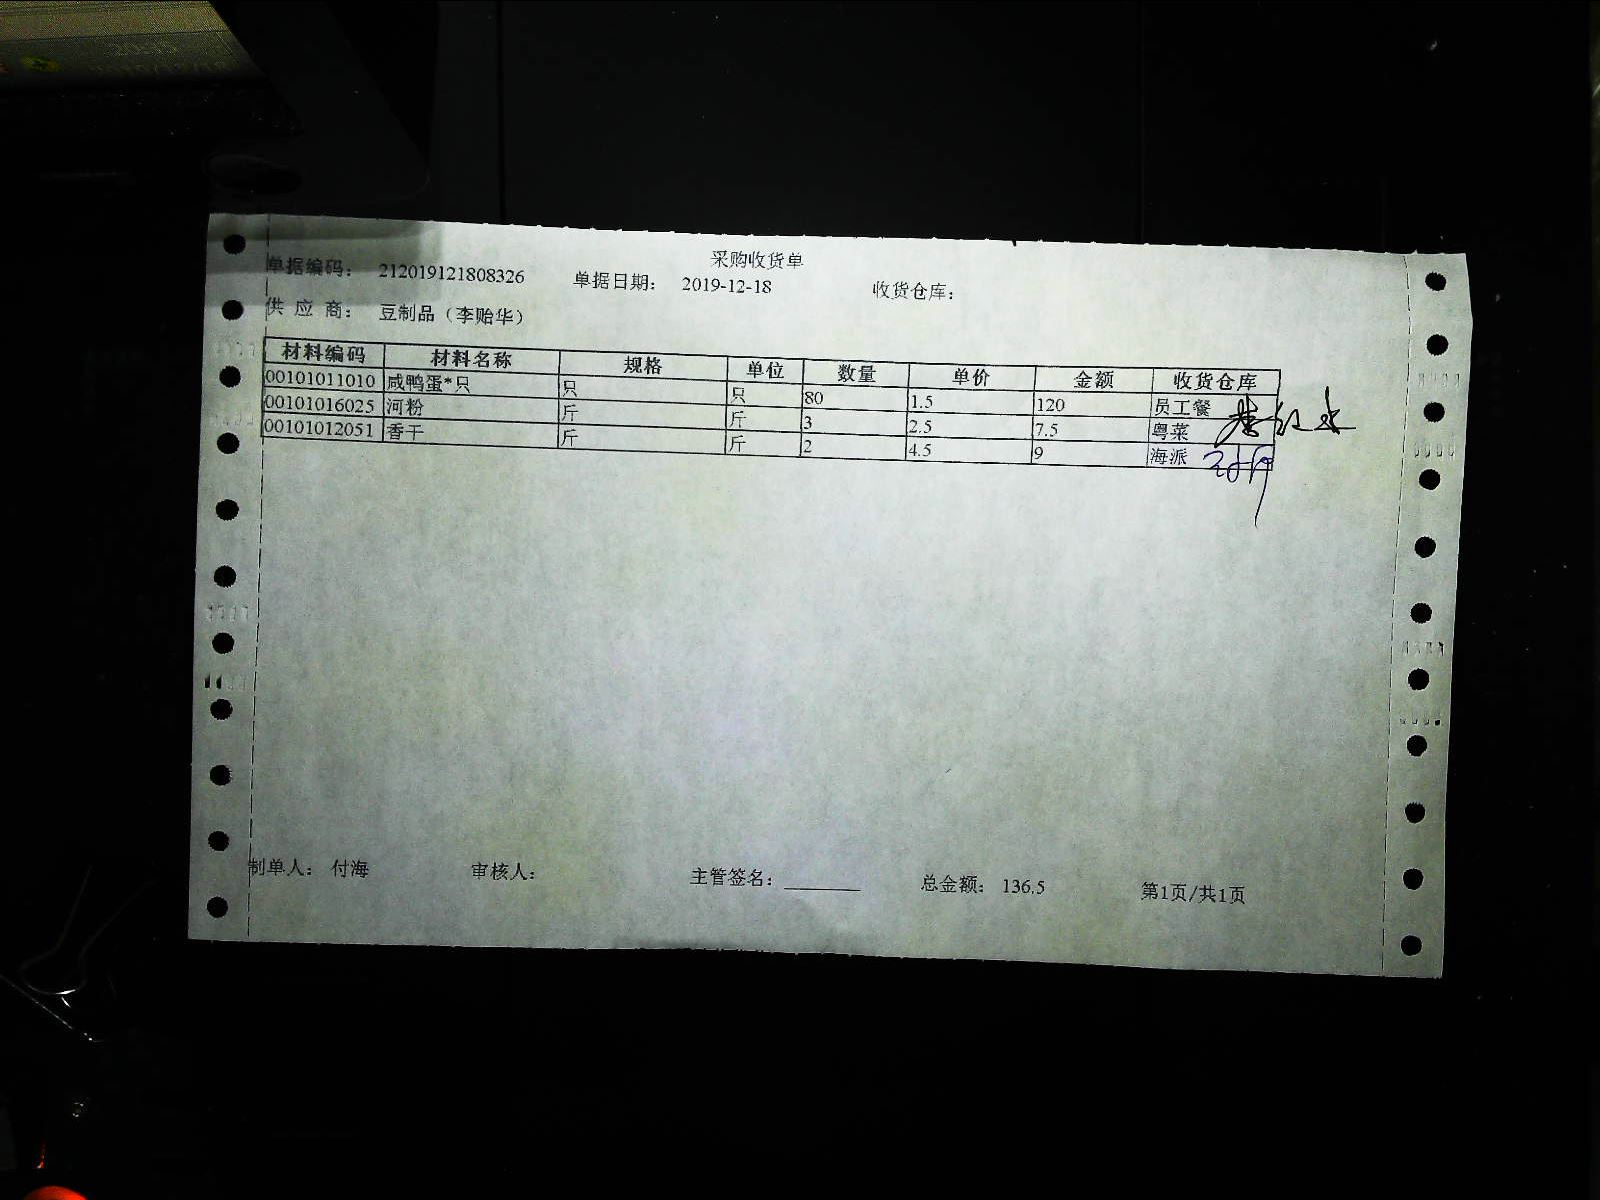 采购收货单
单据编码： 212019121808326 单据日期： 2019-12-18 收货仓库：
供 应 商： 豆制品（李贻华）
材料编码 材料名称 规格 单位 数量 单价 金额 收货仓库
00101011010 咸鸭蛋*只 只 只 80 1.5 120 员工餐
00101016025 河粉 斤 斤 3 2.5 7.5 粤菜
00101012051 香干 斤 斤 2 4.5 9 海派
制单人： 付海 审核人： 主管签名：________ 总金额： 136.5 第1页/共1页